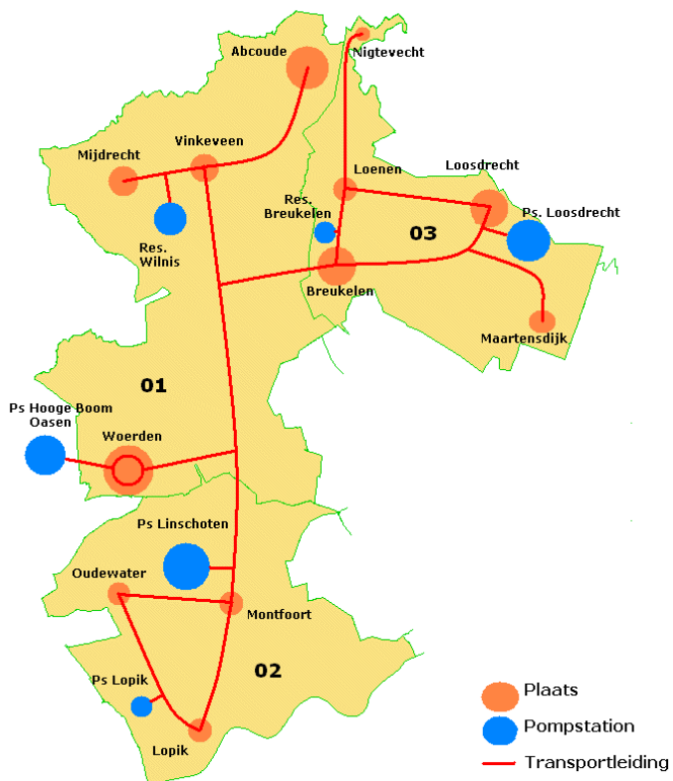 Abcoude
Nigtevecht
Vinkeveen
Mijdrecht
Loenen
Loosdrecht
Res.
Breukelen
Ps. Loosdrecht
Res.
Wilnis
03
Breukelen
Maartensdijk
01
Ps Hooge Boom
Oasen
Woerden
Ps Linschoten
Oudewater
Montfoort
02
Ps Lopik
Lopik
Plaats
Pompstation
Transportleiding